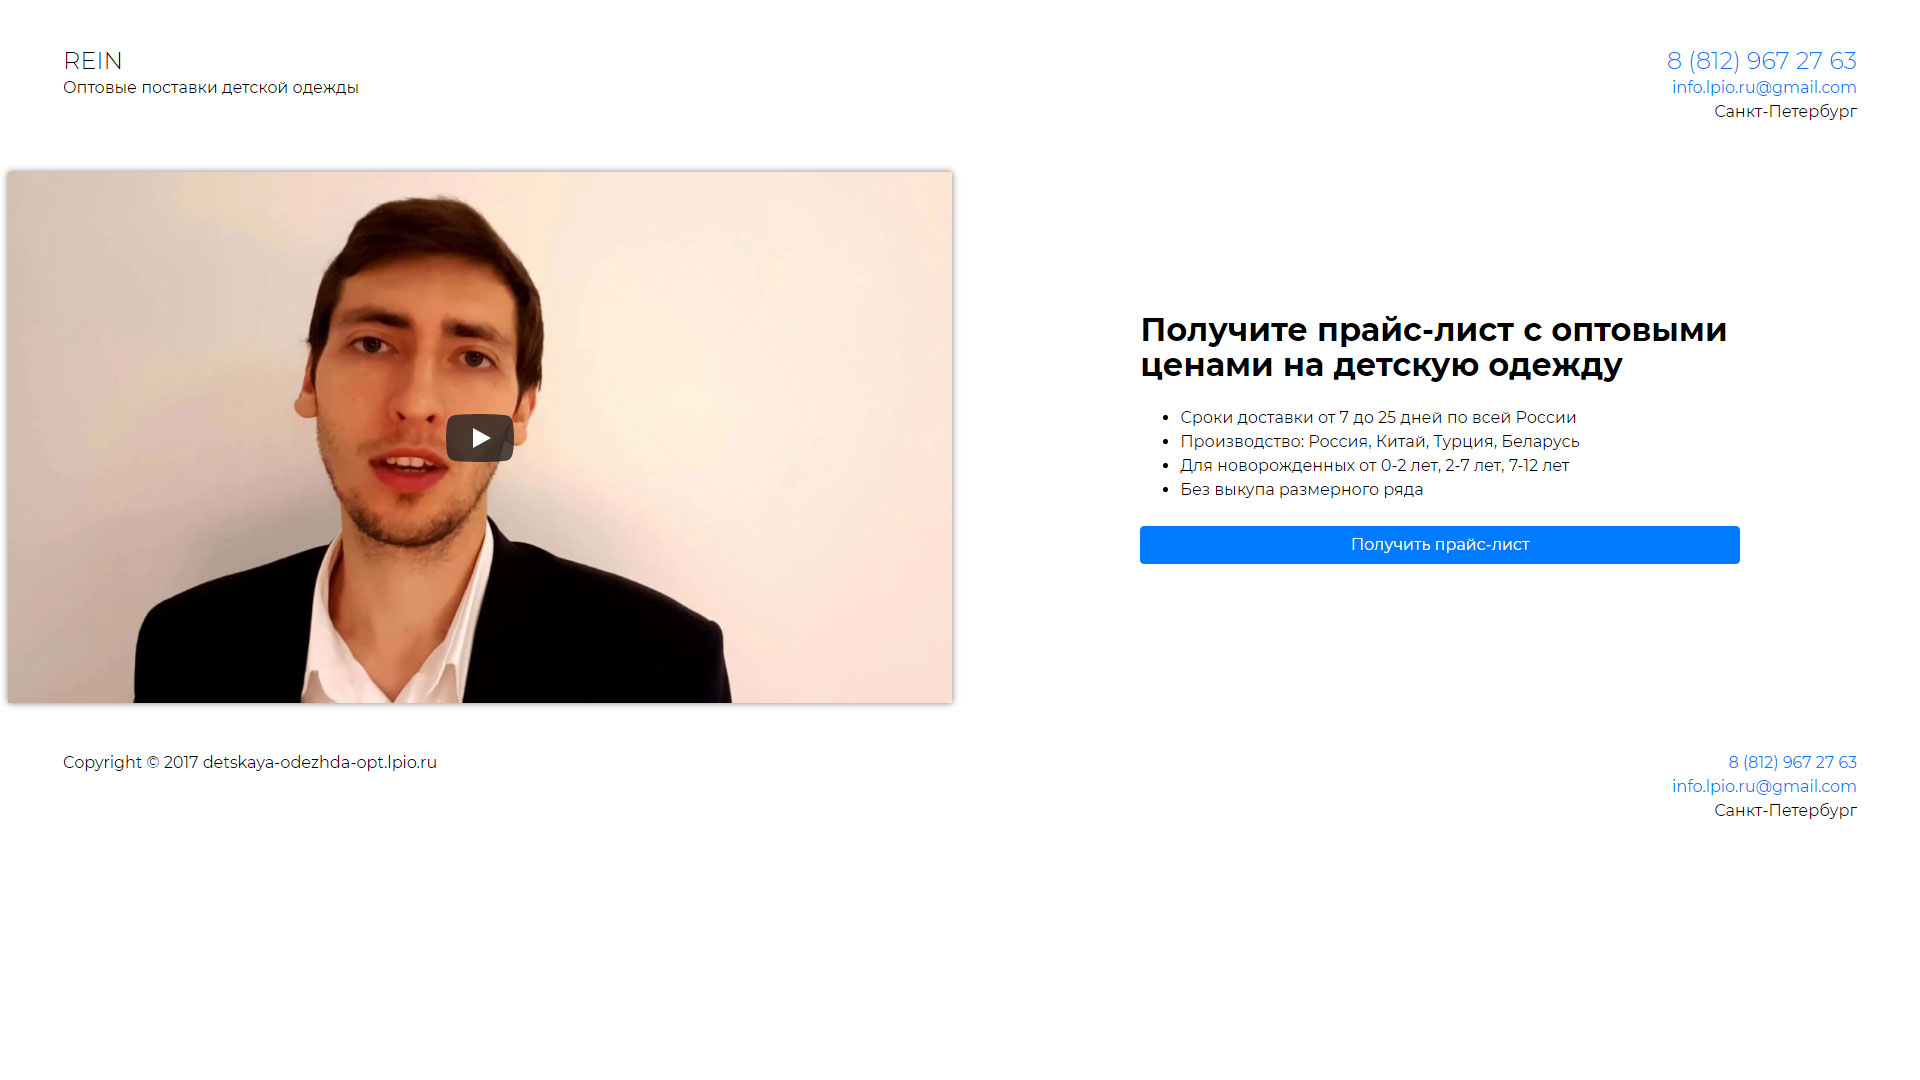 REIN
Оптовые поставки детской одежды
8 (812) 967 27 63
info.lpio.ru@gmail.com
Санкт-Петербург
Получите прайс-лист с оптовыми
ценами на детскую одежду
Сроки доставки от 7 до 25 дней по всей России
Производство: Россия, Китай, Турция, Беларусь
Для новорожденных от 0-2 лет, 2-7 лет, 7-12 лет
Без выкупа размерного ряда
Получить прайс-лист
Copyright © 2017 detskaya-odezhda-opt.lpio.ru
8 (812) 967 27 63
info.lpio.ru@gmail.com
Санкт-Петербург